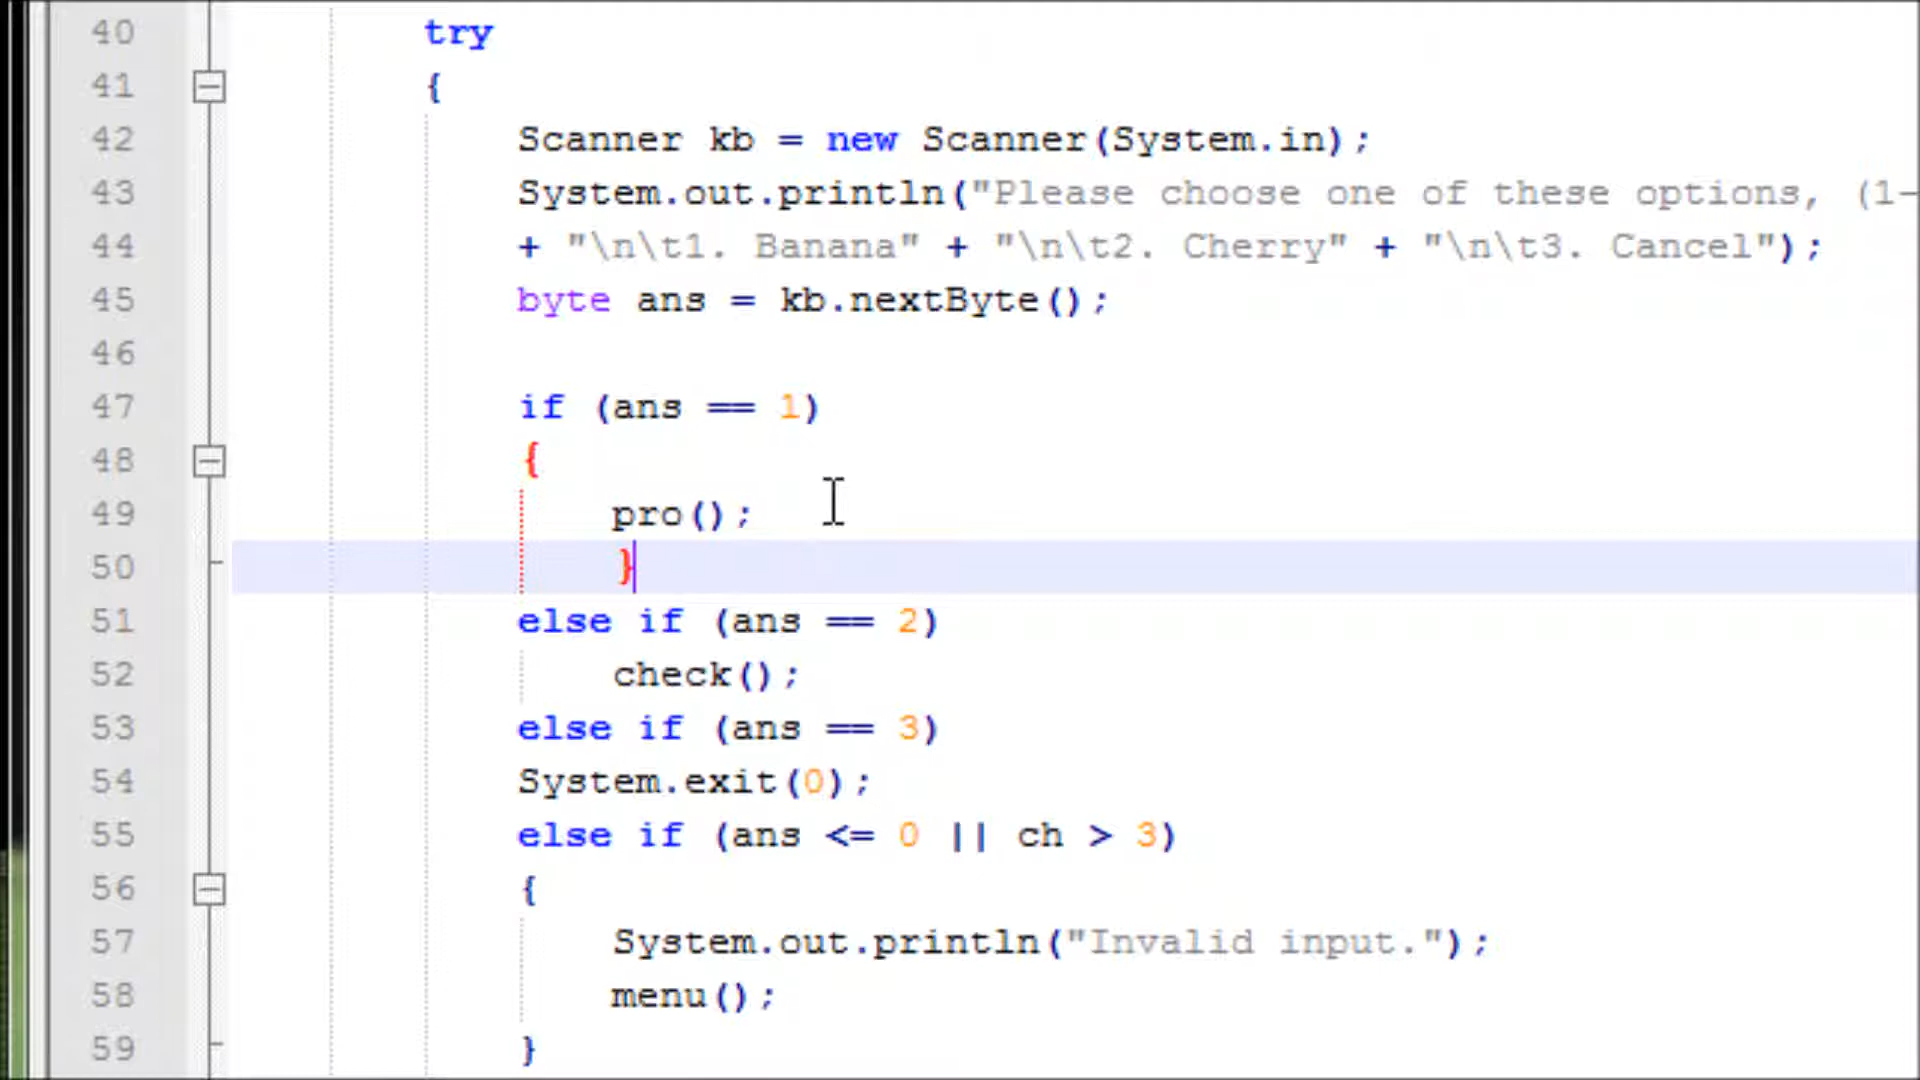 40 try
41 {
42 Scanner kb = new Scanner(System.in);
43 System.out.println("Please choose one of these options, (1-
44 + "\n\t1. Banana" + "\n\t2. Cherry" + "\n\t3. Cancel");
45 byte ans = kb.nextByte();
46
47 if (ans == 1)
48 {
49 pro();
50 }
51 else if (ans == 2)
52 check();
53 else if (ans == 3)
54 System.exit(0);
55 else if (ans <= 0 || ch > 3)
56 {
57 System.out.println("Invalid input.");
58 menu();
59 }